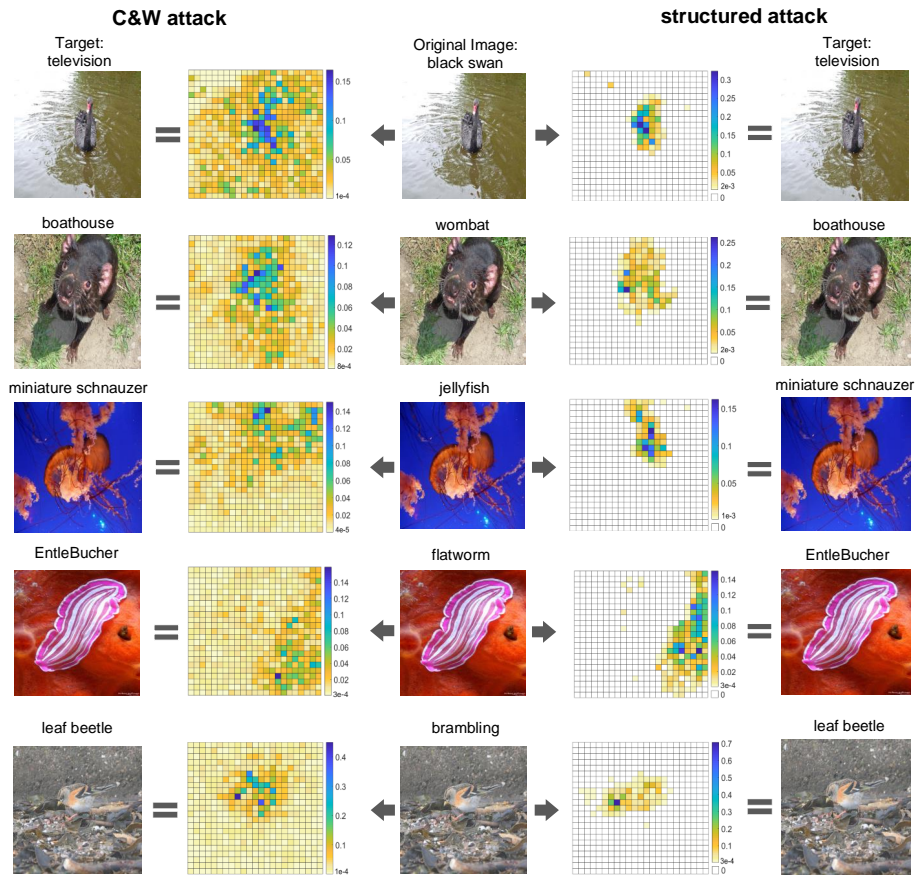 C&W attack
structured attack
Target:
television
Original Image:
black swan
Target:
television
0.15
0.1
0.05
1e-4
0.3
0.25
0.2
0.15
0.1
0.05
2e-3
0
boathouse
wombat
boathouse
0.12
0.10
0.08
0.06
0.04
0.02
8e-4
0.25
0.2
0.15
0.1
0.05
2e-3
0
miniature schnauzer
jellyfish
miniature schnauzer
0.14
0.12
0.1
0.08
0.06
0.04
0.02
4e-5
0.15
0.1
0.05
1e-3
0
EntleBucher
flatworm
EntleBucher
0.14
0.12
0.1
0.08
0.06
0.04
0.02
3e-4
0.14
0.12
0.1
0.08
0.06
0.04
0.02
3e-4
0
leaf beetle
brambling
leaf beetle
0.4
0.3
0.2
0.1
1e-4
0.7
0.6
0.5
0.4
0.3
0.2
0.1
3e-4
0